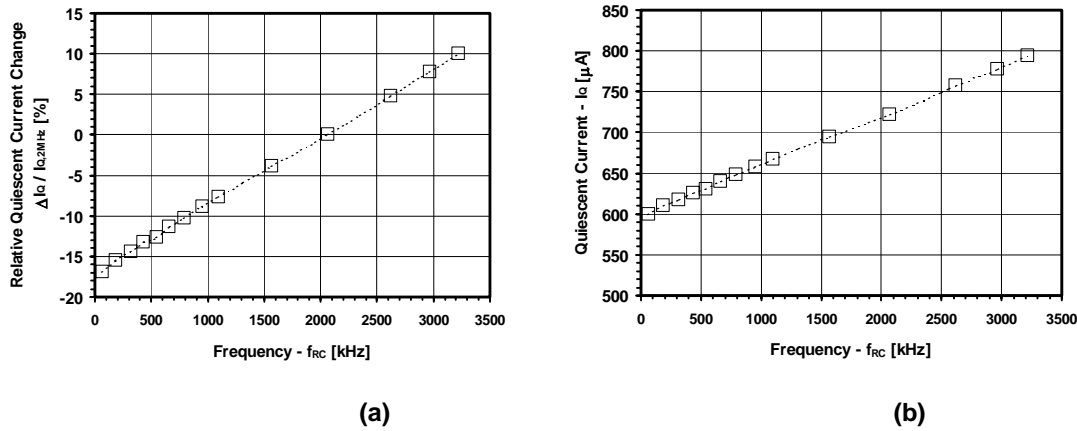 15
10
5
0
-5
-10
-15
-20
0 500 1000 1500 2000 2500 3000 3500
Relative Quiescent Current Change
ΔIQ / IQ,2MHz [%]
Frequency - fRC [kHz]
(a)
850
800
750
700
650
600
550
500
0 500 1000 1500 2000 2500 3000 3500
Quiescent Current - IQ [μA]
Frequency - fRC [kHz]
(b)